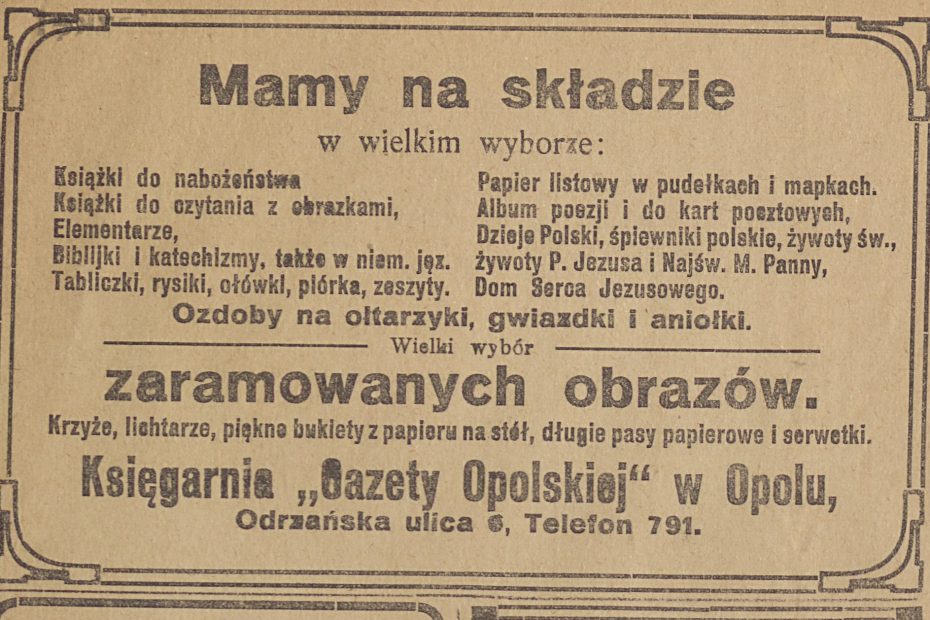 Mamy na składzie
w wielkim wyborze:
Książki do nabożeństwa
Książki do czytania z obrazkami,
Elementarze,
Biblijki i katechizmy, także w niem. jęz.
Tabliczki, rysiki, ołówki, piórka, zeszyty.
Papier listowy w pudełkach i mapkach.
Album poezji i do kart pocztowych,
Dzieje Polski, śpiewniki polskie, żywoty św.,
żywoty P. Jezusa i Najśw. M. Panny,
Dom Serca Jezusowego.
Ozdoby na ołtarzyki, gwiazdki i aniołki.
Wielki wybór
zaramowanych obrazów.
Krzyże, lichtarze, piękne bukiety z papieru na stół, długie pasy papierowe i serwetki.
Księgarnia „Gazety Opolskiej“ w Opolu,
Odrzańska ulica 6, Telefon 791.